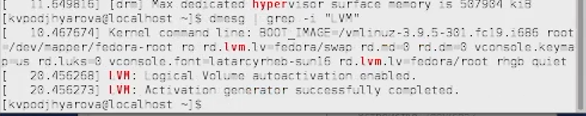 [   11.649816] [drm] Max dedicated hypervisor surface memory is 507904 kiB
[kvpodjhyarova@localhost ~]$ dmesg | grep -i "LVM"
[   10.467674] Kernel command line: BOOT_IMAGE=/vmlinuz-3.9.5-301.fc19.i686 root
=/dev/mapper/fedora-root ro rd.lvm.lv=fedora/swap rd.md=0 rd.dm=0 vconsole.keyma
p=us rd.luks=0 vconsole.font=latarcyrheb-sun16 rd.lvm.lv=fedora/root rhgb quiet
[   20.456268] LVM: Logical Volume autoactivation enabled.
[   20.456273] LVM: Activation generator successfully completed.
[kvpodjhyarova@localhost ~]$